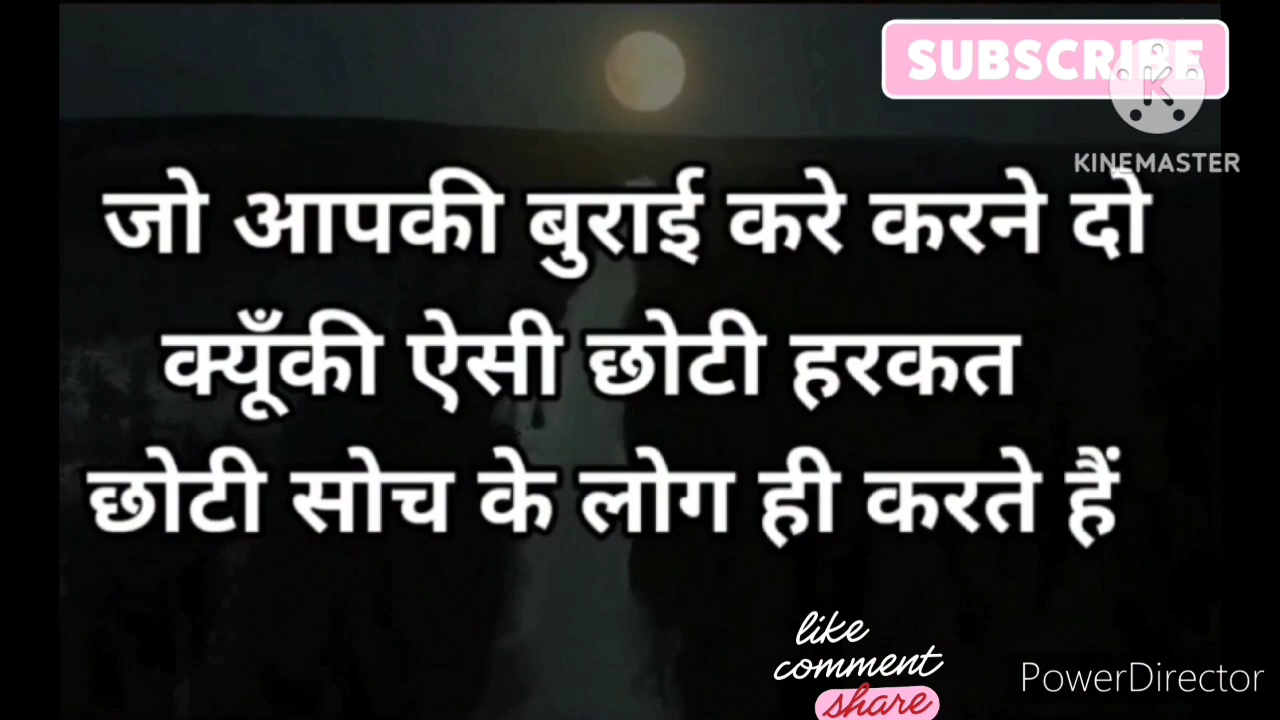 SUBSCRIBE
K
KINEMASTER
जो आपकी बुराई करे करने दो
क्यूँकी ऐसी छोटी हरकत
छोटी सोच के लोग ही करते हैं
like
comment
share
PowerDirector